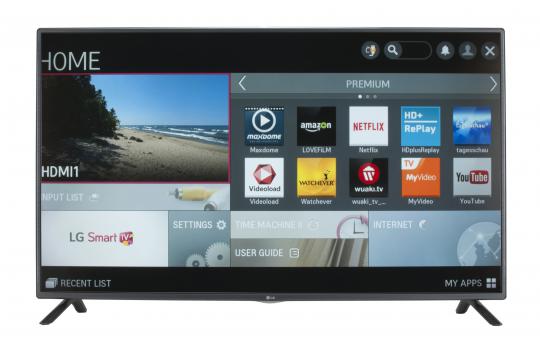 HOME
PREMIUM
maxdome
amazon
NETFLIX
HD+
RePlay
Maxdome
LOVEFILM
Netflix
HDplusReplay
tagesschau
HDMI1
Videoload
WATCHEVER
wuaki.tv
TV
MyVideo
YouTube
Videoload
Watchever
wuaki_tv_...
MyVideo
YouTube
INPUT LIST
LG Smart TV
SETTINGS
TIME MACHINE II
INTERNET
USER GUIDE
RECENT LIST
MY APPS
LG